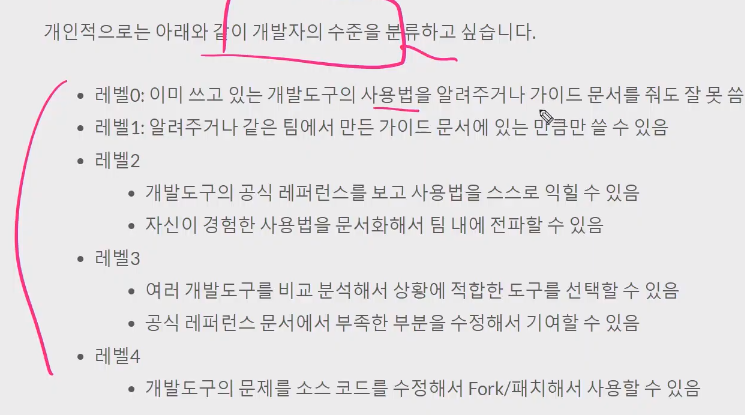 개인적으로는 아래와 같이 개발자의 수준을 분류하고 싶습니다.
레벨0: 이미 쓰고 있는 개발도구의 사용법을 알려주거나 가이드 문서를 줘도 잘 못 씀
레벨1: 알려주거나 같은 팀에서 만든 가이드 문서에 있는 만큼만 쓸 수 있음
레벨2
개발도구의 공식 레퍼런스를 보고 사용법을 스스로 익힐 수 있음
자신이 경험한 사용법을 문서화해서 팀 내에 전파할 수 있음
레벨3
여러 개발도구를 비교 분석해서 상황에 적합한 도구를 선택할 수 있음
공식 레퍼런스 문서에서 부족한 부분을 수정해서 기여할 수 있음
레벨4
개발도구의 문제를 소스 코드를 수정해서 Fork/패치해서 사용할 수 있음